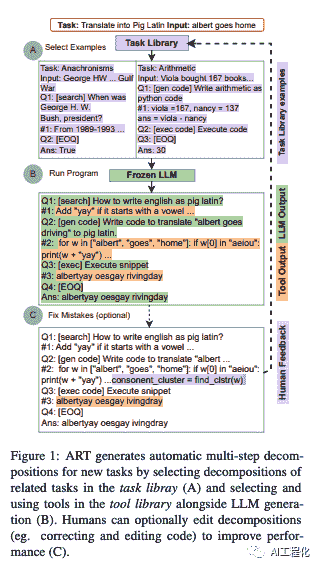 Task: Translate into Pig Latin Input: albert goes home
A
Select Examples
Task Library
Task: Anachronisms
Input: George HW ... Gulf
War
Q1: [search] When was
George H. W.
Bush, president?
#1: From 1989-1993 ...
Q2: [EOQ]
Ans: True
Task: Arithmetic
Input: Viola bought 167 books...
Q1: [gen code] Write arithmetic as
python code
#1: viola =167, nancy = 137
ans = viola - nancy
Q2: [exec code] Execute code
Q3: [EOQ]
Ans: 30
Task Library examples
B
Run Program
Frozen LLM
Q1: [search] How to write english as pig latin?
#1: Add "yay" if it starts with a vowel ...
Q2: [gen code] Write code to translate "albert goes
driving" to pig latin.
#2: for w in ["albert", "goes", "home"]: if w[0] in "aeiou":
print(w + "yay") ...
Q3: [exec] Execute snippet
#3: albertyay oesgay rivingday
Q4: [EOQ]
Ans: albertyay oesgay rivingday
LLM Output
Tool Output
C
Fix Mistakes (optional)
Q1: [search] How to write english as pig latin?
#1: Add "yay" if it starts with a vowel ...
Q2: [gen code] Write code to translate "albert ...
#2: for w in ["albert", "goes", "home"]: if w[0] in "aeiou":
print(w + "yay") ...consonent_cluster = find_clstr(w)
Q3: [exec code] Execute snippet
#3: albertyay oesgay ivingdray
Q4: [EOQ]
Ans: albertyay oesgay ivingdray
Human Feedback
Figure 1: ART generates automatic multi-step decom-
positions for new tasks by selecting decompositions of
related tasks in the task libray (A) and selecting and
using tools in the tool library alongside LLM genera-
tion (B). Humans can optionally edit decompositions
(eg. correcting and editing code) to improve perfor-
mance (C).
AI工程化